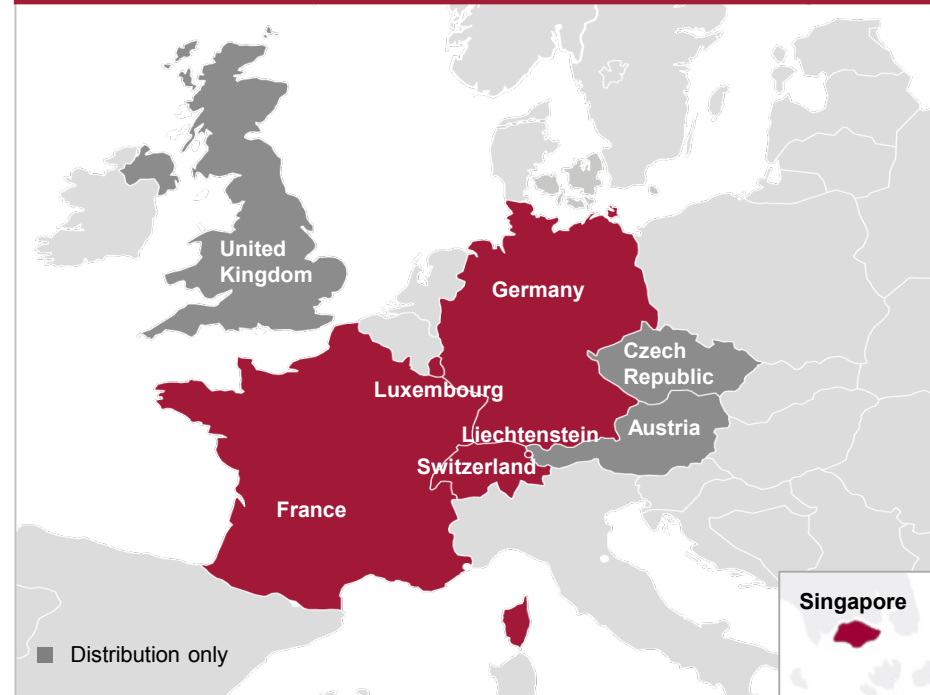 United
Kingdom
Germany
Czech
Republic
Luxembourg
Liechtenstein
Austria
Switzerland
France
Singapore
Distribution only